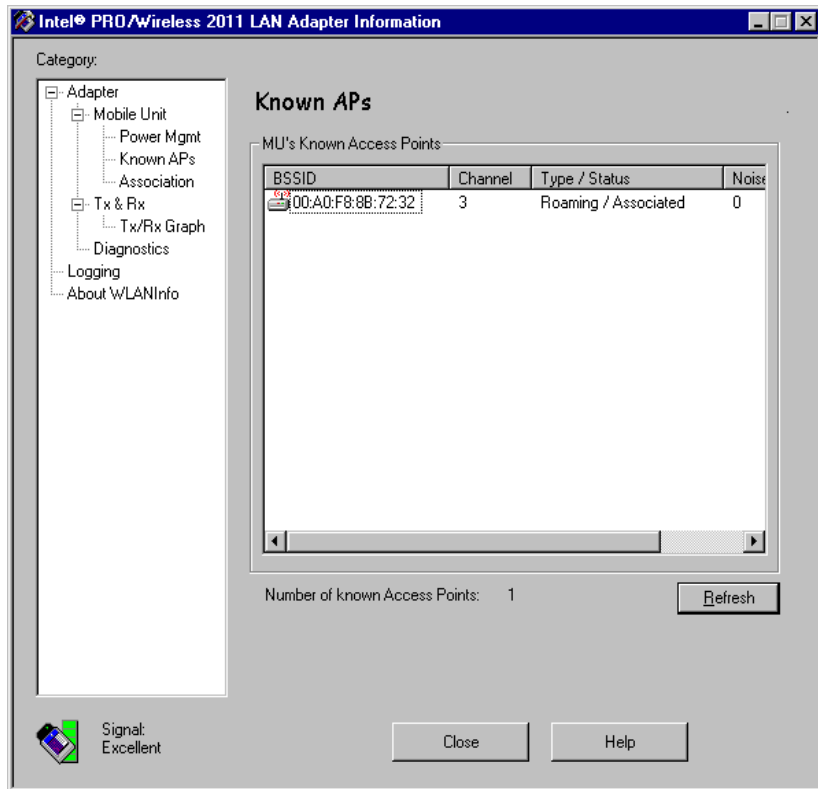 Intel® PRO/Wireless 2011 LAN Adapter Information
Category:
Adapter
Mobile Unit
Power Mgmt
Known APs
Association
Tx & Rx
Tx/Rx Graph
Diagnostics
Logging
About WLANInfo
Known APs
MU's Known Access Points
BSSID Channel Type / Status Noise
00:A0:F8:8B:72:32 3 Roaming / Associated 0
Number of known Access Points: 1
Refresh
Signal:
Excellent
Close Help